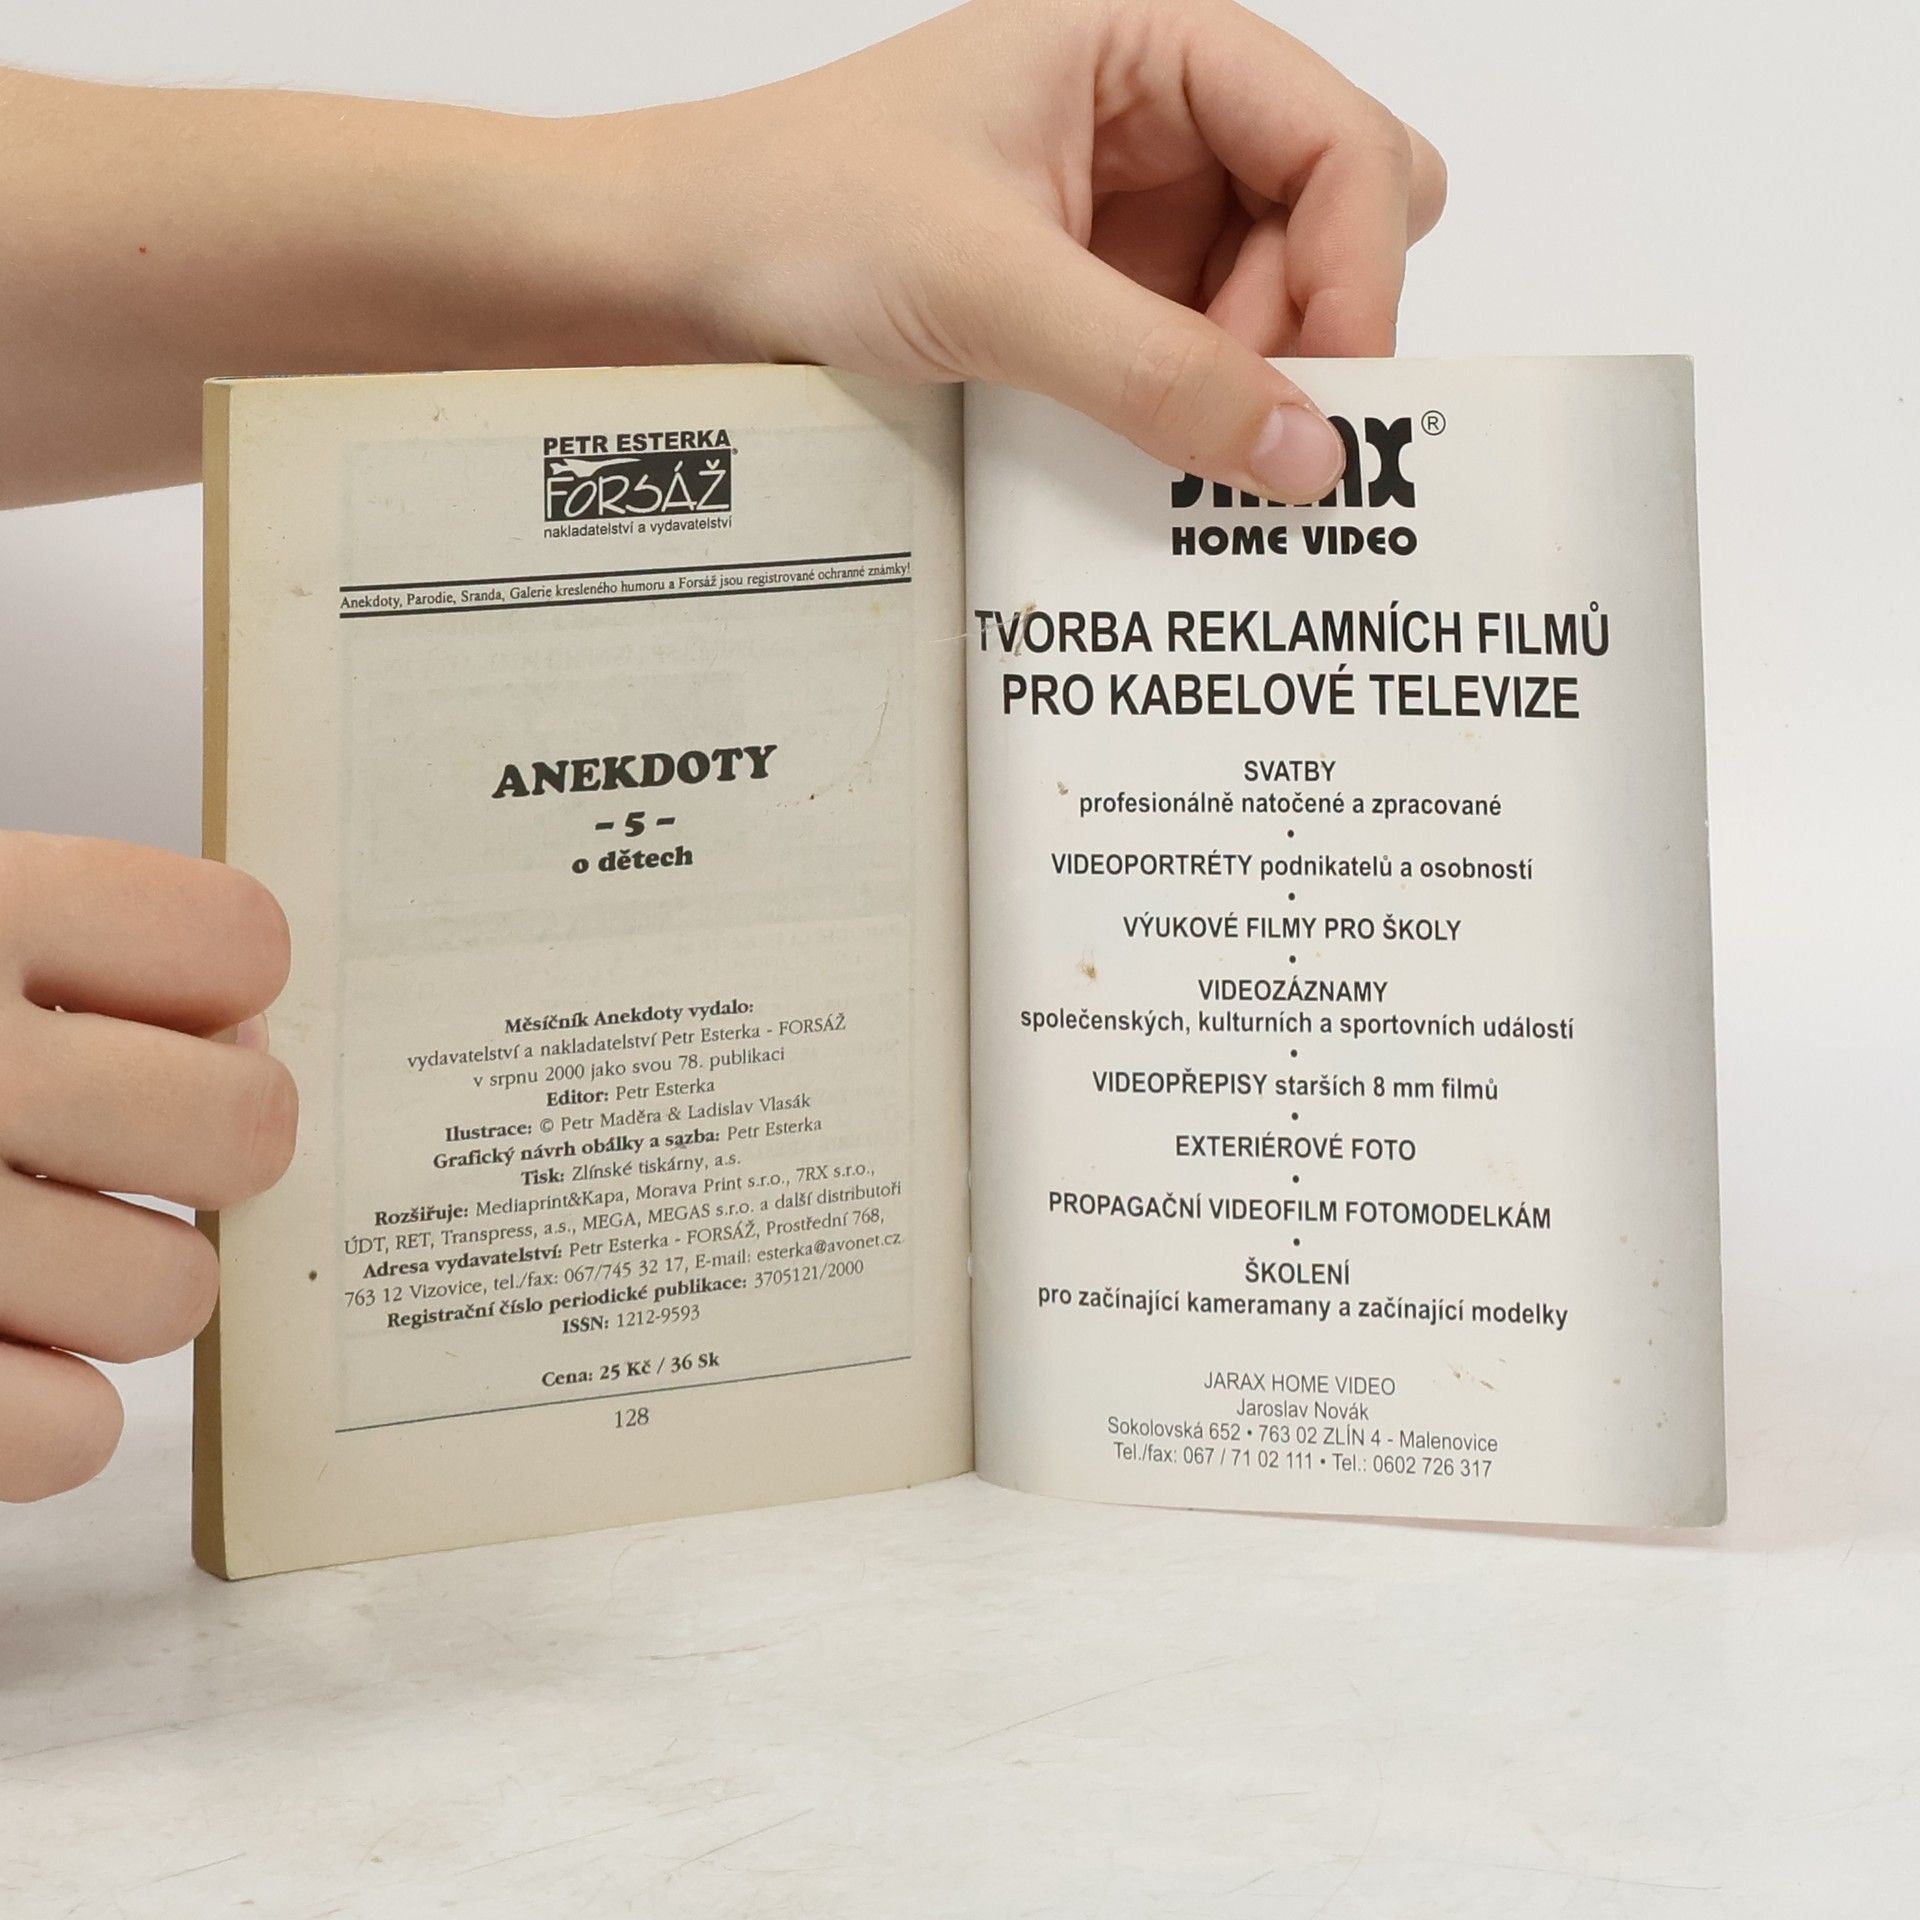 PETR ESTERKA
FORSÁŽ
nakladatelství a vydavatelství
Anekdoty, Parodie, Sranda, Galerie kresleného humoru a Forsáž jsou registrované ochranné známky!
ANEKDOTY
– 5 –
o dětech
Měsíčník Anekdoty vydalo:
vydavatelství a nakladatelství Petr Esterka - FORSÁŽ
v srpnu 2000 jako svou 78. publikaci
Editor: Petr Esterka
Ilustrace: © Petr Maděra & Ladislav Vlasák
Grafický návrh obálky a sazba: Petr Esterka
Tisk: Zlínské tiskárny, a.s.
Rozšiřuje: Mediaprint&Kapa, Morava Print s.r.o., 7RX s.r.o.,
ÚDT, RET, Transpress, a.s., MEGA, MEGAS s.r.o. a další distributoři
Adresa vydavatelství: Petr Esterka - FORSÁŽ, Prostřední 768,
763 12 Vizovice, tel./fax: 067/745 32 17, E-mail: esterka@avonet.cz
Registrační číslo periodické publikace: 3705121/2000
ISSN: 1212-9593
Cena: 25 Kč / 36 Sk
128
®
HOME VIDEO
TVORBA REKLAMNÍCH FILMŮ
PRO KABELOVÉ TELEVIZE
SVATBY
profesionálně natočené a zpracované
•
VIDEOPORTRÉTY podnikatelů a osobností
•
VÝUKOVÉ FILMY PRO ŠKOLY
•
VIDEOZÁZNAMY
společenských, kulturních a sportovních událostí
•
VIDEOPŘEPISY starších 8 mm filmů
•
EXTERIÉROVÉ FOTO
•
PROPAGAČNÍ VIDEOFILM FOTOMODELKÁM
•
ŠKOLENÍ
pro začínající kameramany a začínající modelky
JARAX HOME VIDEO
Jaroslav Novák
Sokolovská 652 • 763 02 ZLÍN 4 - Malenovice
Tel./fax: 067 / 71 02 111 • Tel.: 0602 726 317